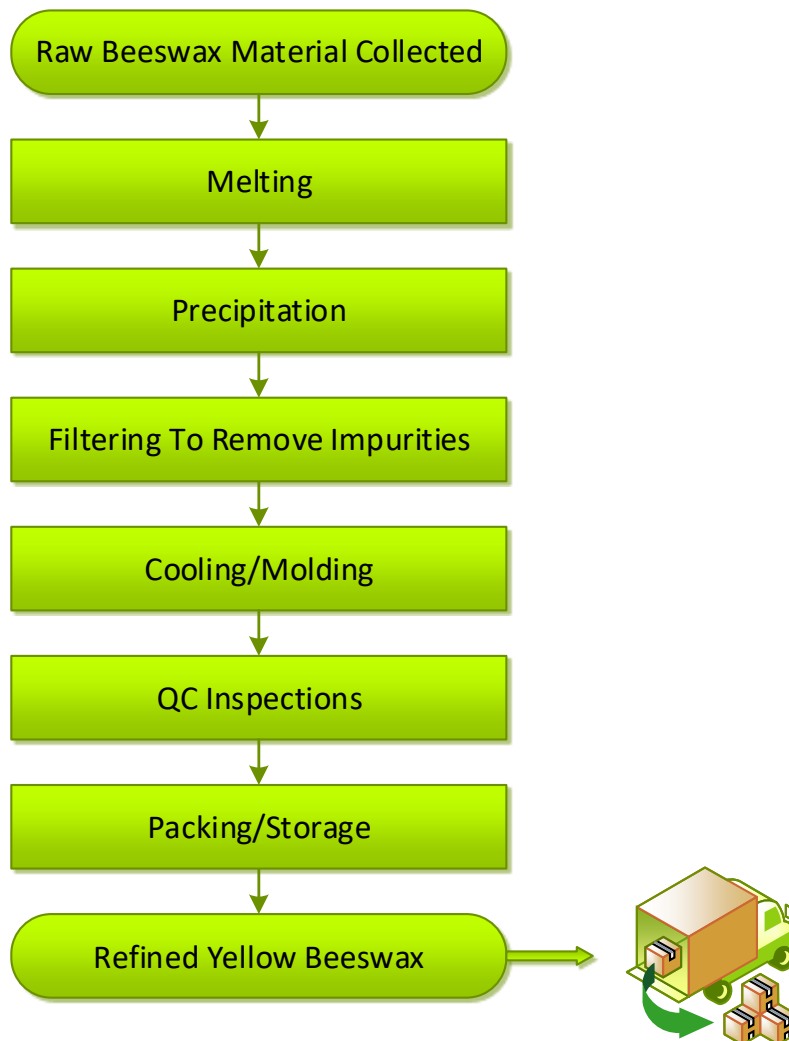 Raw Beeswax Material Collected
Melting
Precipitation
Filtering To Remove Impurities
Cooling/Molding
QC Inspections
Packing/Storage
Refined Yellow Beeswax